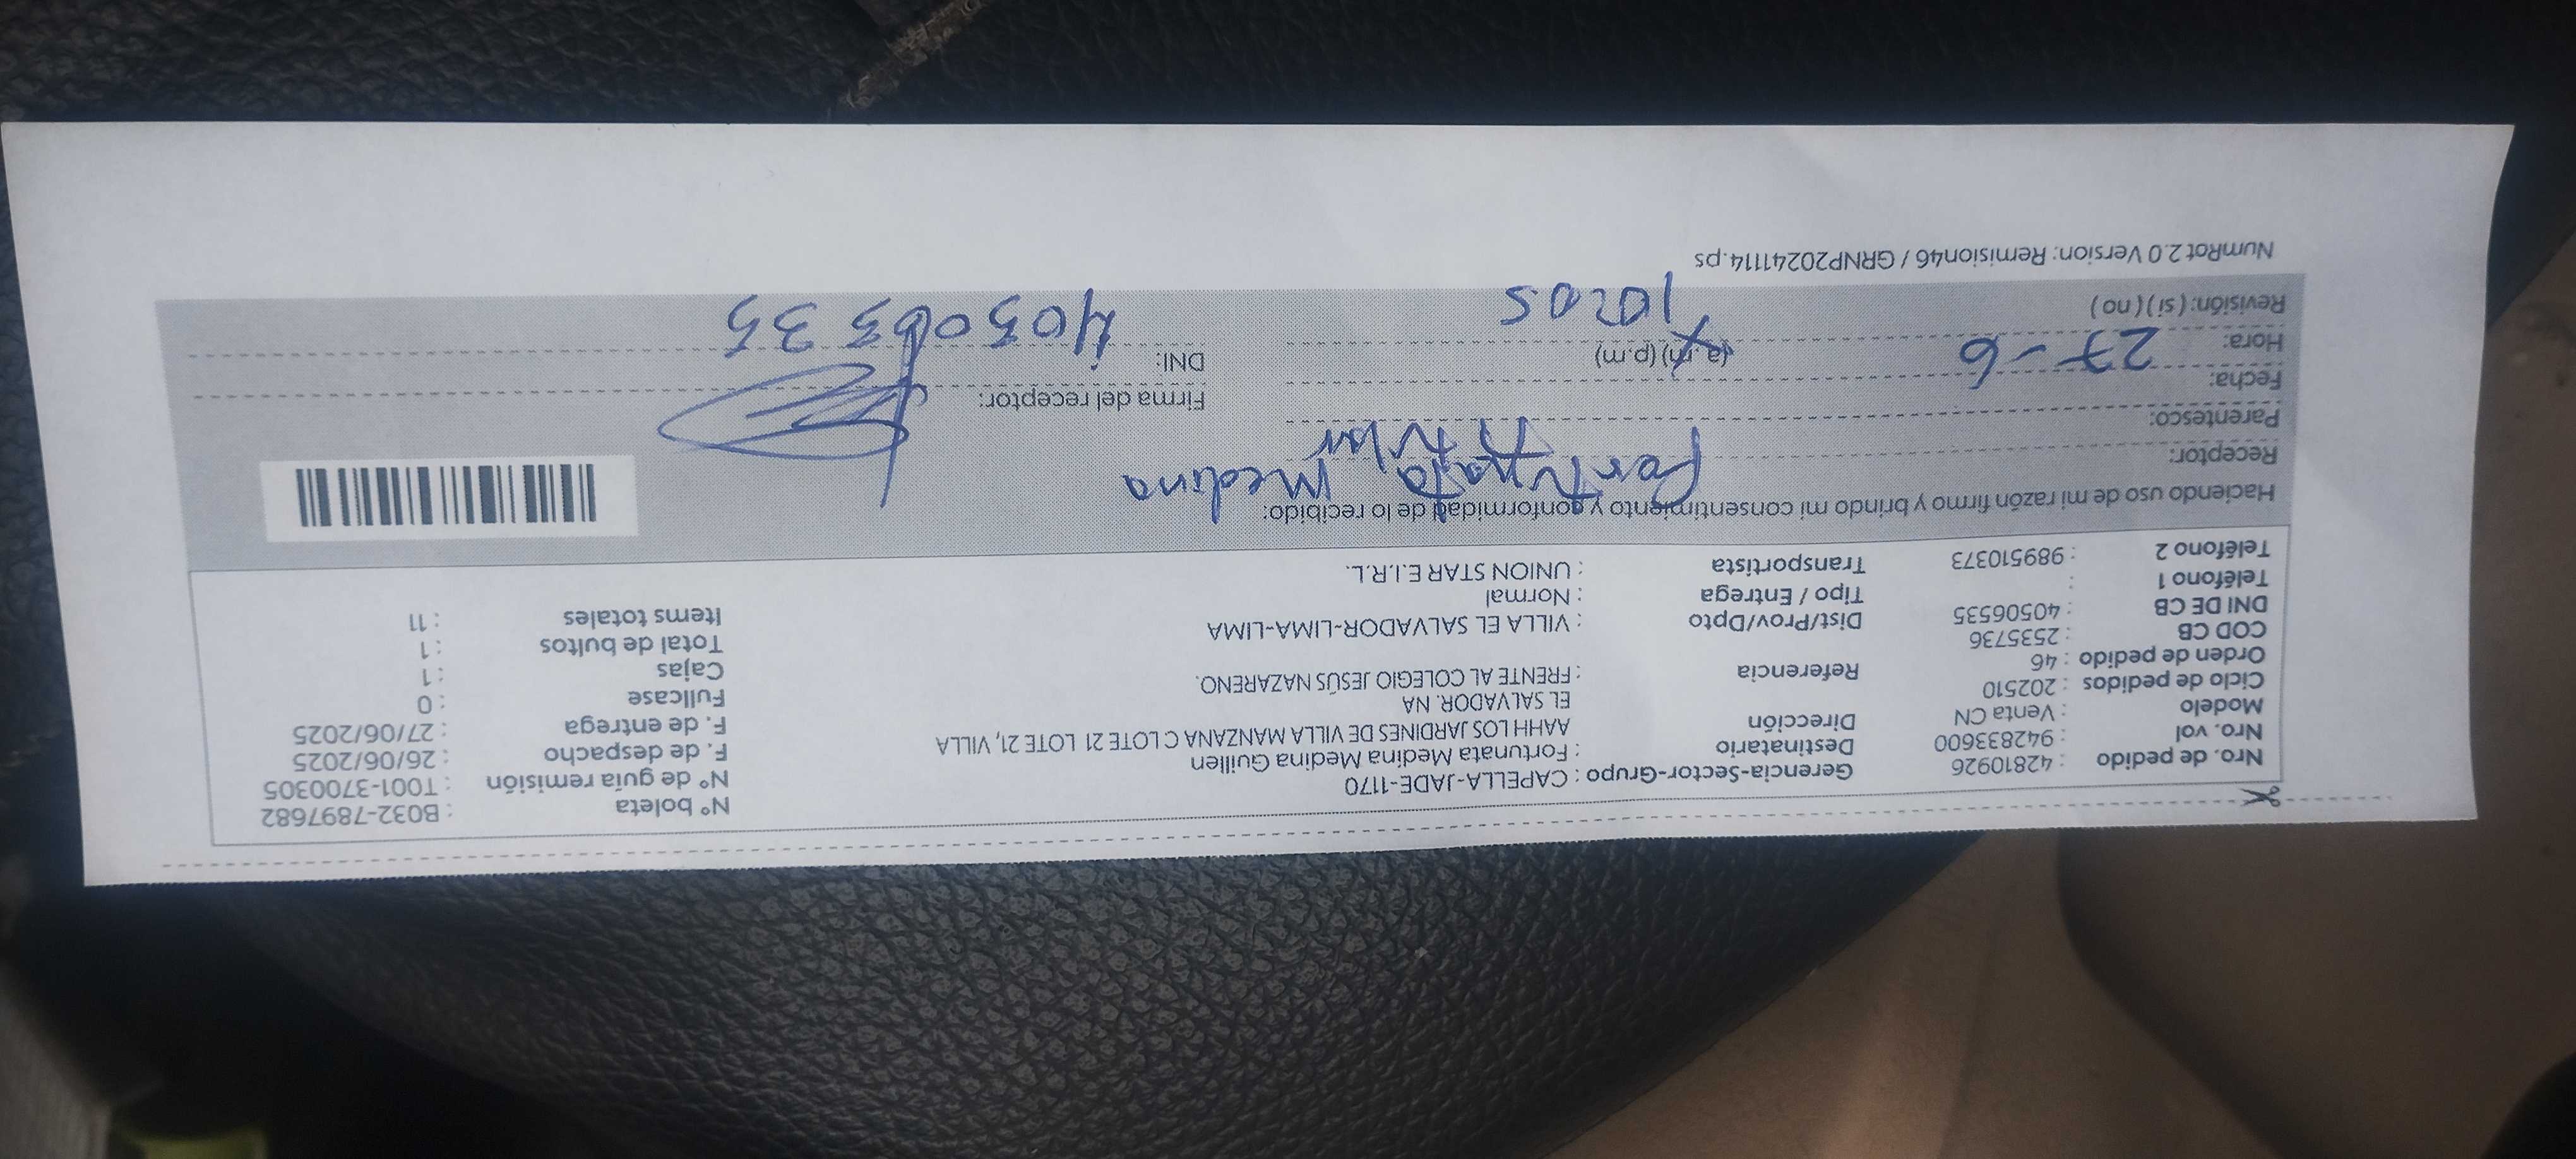 Nro. de pedido : 42810926 Gerencia-Sector-Grupo : CAPELLA-JADE-1170 N° boleta : B032-7897682
Nro. vol : 942833600 Destinatario : Fortunata Medina Medina Guillen N° de guía remisión : T001-3700305
Modelo : Venta CN Dirección AAHH LOS JARDINES DE VILLA MANZANA C LOTE 21 LOTE 21, VILLA F. de despacho : 26/06/2025
Ciclo de pedidos : 202510 EL SALVADOR. NA F. de entrega : 27/06/2025
Orden de pedido : 46 Referencia : FRENTE AL COLEGIO JESÚS NAZARENO. Fullcase : 0
COD CB : 2535736 Cajas : 1
DNI DE CB : 40506535 Dist/Prov/Dpto : VILLA EL SALVADOR-LIMA-LIMA Total de bultos : 1
Teléfono 1 : Tipo / Entrega : Normal Items totales : 11
Teléfono 2 : 989510373 Transportista : UNION STAR E.I.R.L.
Haciendo uso de mi razón firmo y brindo mi consentimiento y conformidad de lo recibido:
Receptor: Fortunata Medina
Parentesco: Titular
Fecha: 27-6 Firma del receptor:
Hora: (a.m) (p.m) DNI:
Revisión: (si) (no)
NumRot 2.0 Version: Remision46 / GRNP20241114.ps